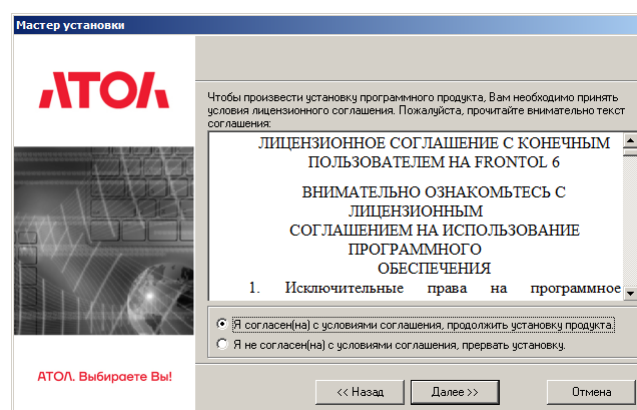 Мастер установки
АТОЛ
Чтобы произвести установку программного продукта, Вам необходимо принять
условия лицензионного соглашения. Пожалуйста, прочитайте внимательно текст
соглашения:
ЛИЦЕНЗИОННОЕ СОГЛАШЕНИЕ С КОНЕЧНЫМ
ПОЛЬЗОВАТЕЛЕМ НА FRONTOL 6
ВНИМАТЕЛЬНО ОЗНАКОМЬТЕСЬ С
ЛИЦЕНЗИОННЫМ
СОГЛАШЕНИЕМ НА ИСПОЛЬЗОВАНИЕ
ПРОГРАММНОГО
ОБЕСПЕЧЕНИЯ
1. Исключительные права на программное
Я согласен(на) с условиями соглашения, продолжить установку продукта.
Я не согласен(на) с условиями соглашения, прервать установку.
АТОЛ. Выбираете Вы!
<< Назад Далее >> Отмена